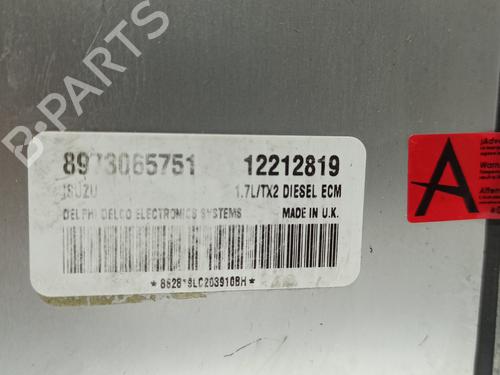 B-PARTS
8973065751 12212819
ISUZU 1.7L/TX2 DIESEL ECM
DELPHI DELCO ELECTRONICS SYSTEMS MADE IN U.K.
A